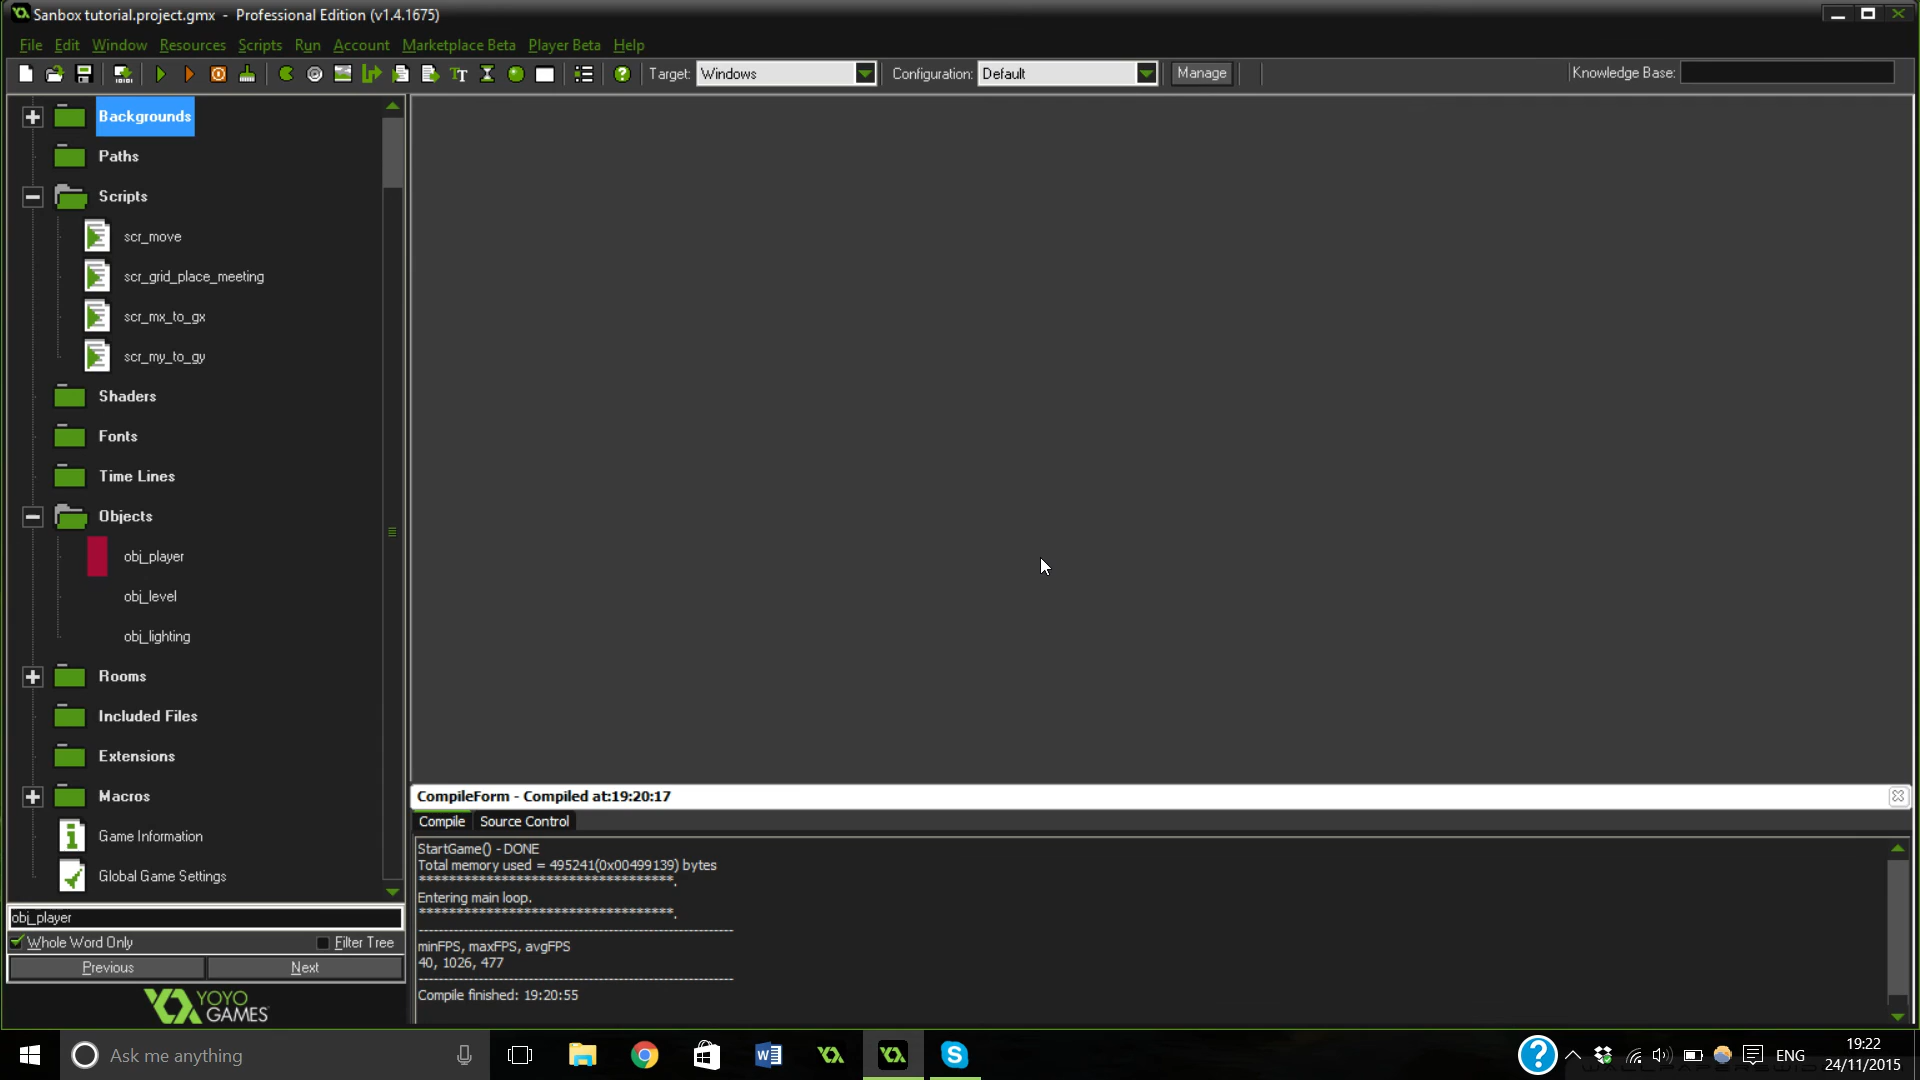 Sanbox tutorial.project.gmx - Professional Edition (v1.4.1675)
File Edit Window Resources Scripts Run Account Marketplace Beta Player Beta Help
Target: Windows Configuration: Default Manage Knowledge Base:
Backgrounds
Paths
Scripts
scr_move
scr_grid_place_meeting
scr_mx_to_gx
scr_my_to_gy
Shaders
Fonts
Time Lines
Objects
obj_player
obj_level
obj_lighting
Rooms
Included Files
Extensions
Macros
Game Information
Global Game Settings
obj_player
Whole Word Only Filter Tree
Previous Next
YOYO
GAMES
CompileForm - Compiled at:19:20:17
Compile Source Control
StartGame() - DONE
Total memory used = 495241(0x00499139) bytes
***********************************.
Entering main loop.
***********************************.
minFPS, maxFPS, avgFPS
40, 1026, 477
Compile finished: 19:20:55
Ask me anything
ENG
19:22
24/11/2015